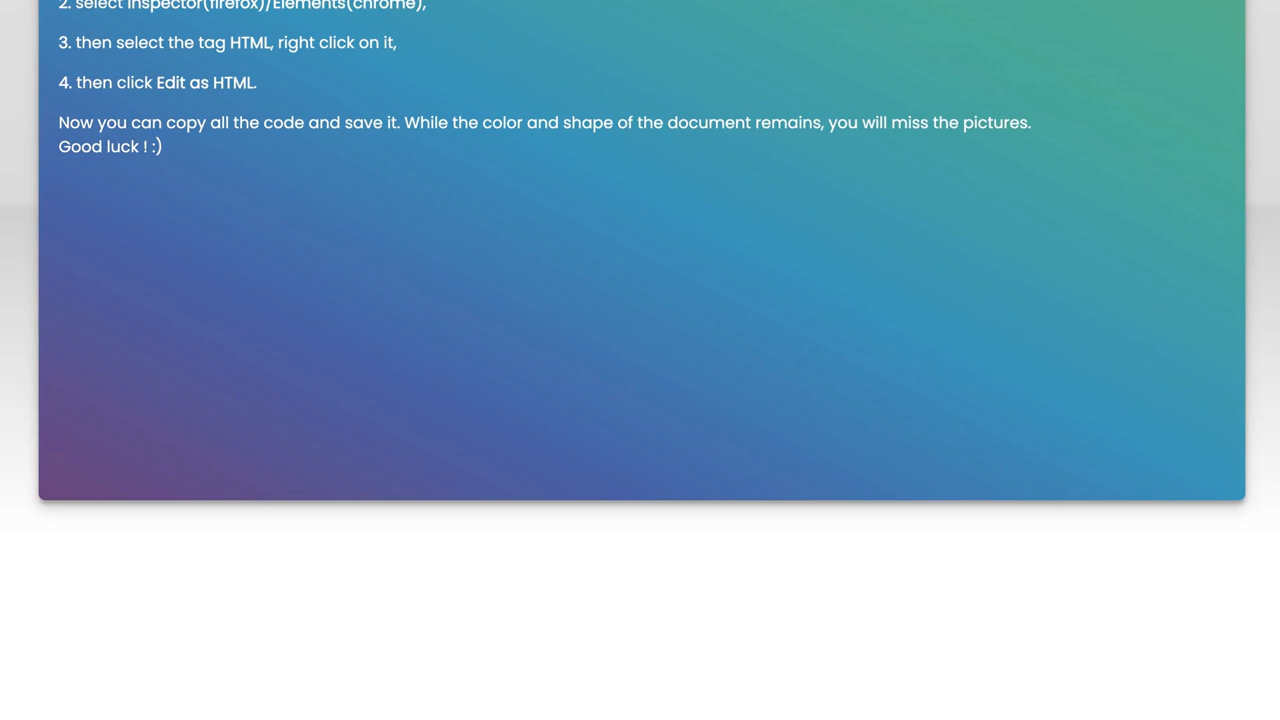 2. select Inspector(firefox)/Elements(chrome),
3. then select the tag HTML, right click on it,
4. then click Edit as HTML.
Now you can copy all the code and save it. While the color and shape of the document remains, you will miss the pictures.
Good luck ! :)